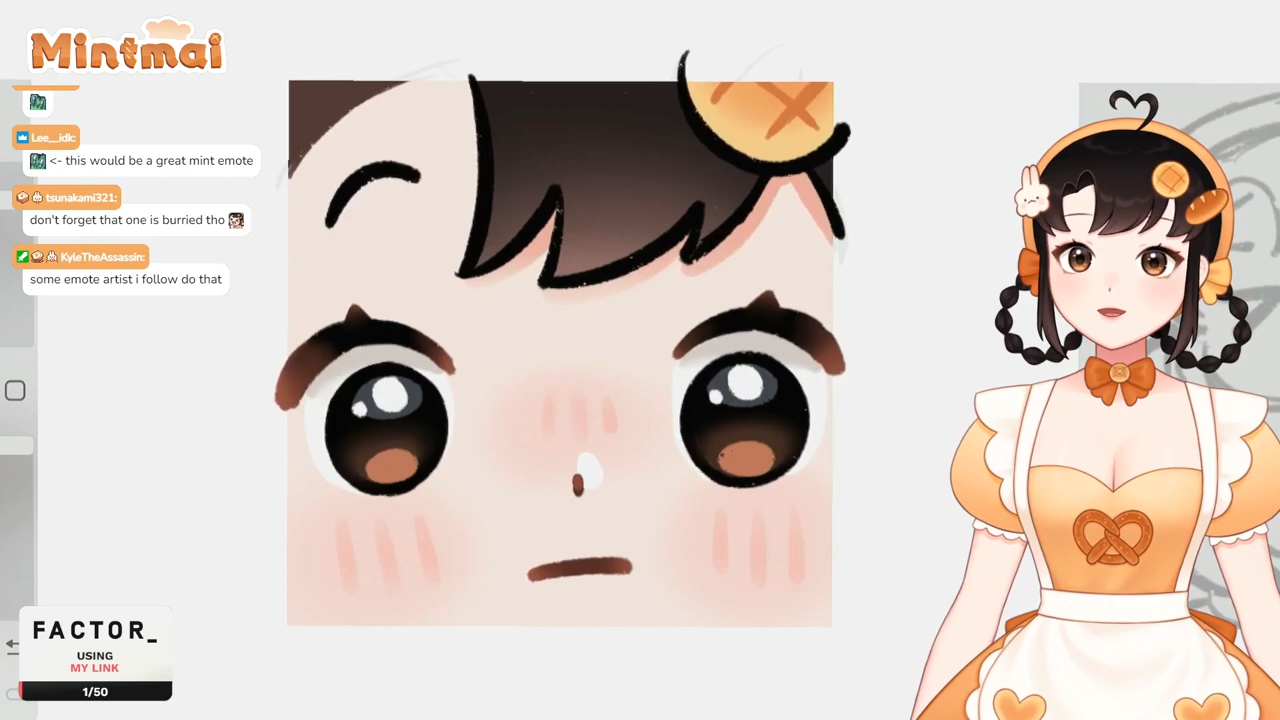 Mintmai
Lee__idk:
<- this would be a great mint emote
tsunakami321:
don't forget that one is burried tho
KyleTheAssassin:
some emote artist i follow do that
FACTOR_
USING
MY LINK
1/50